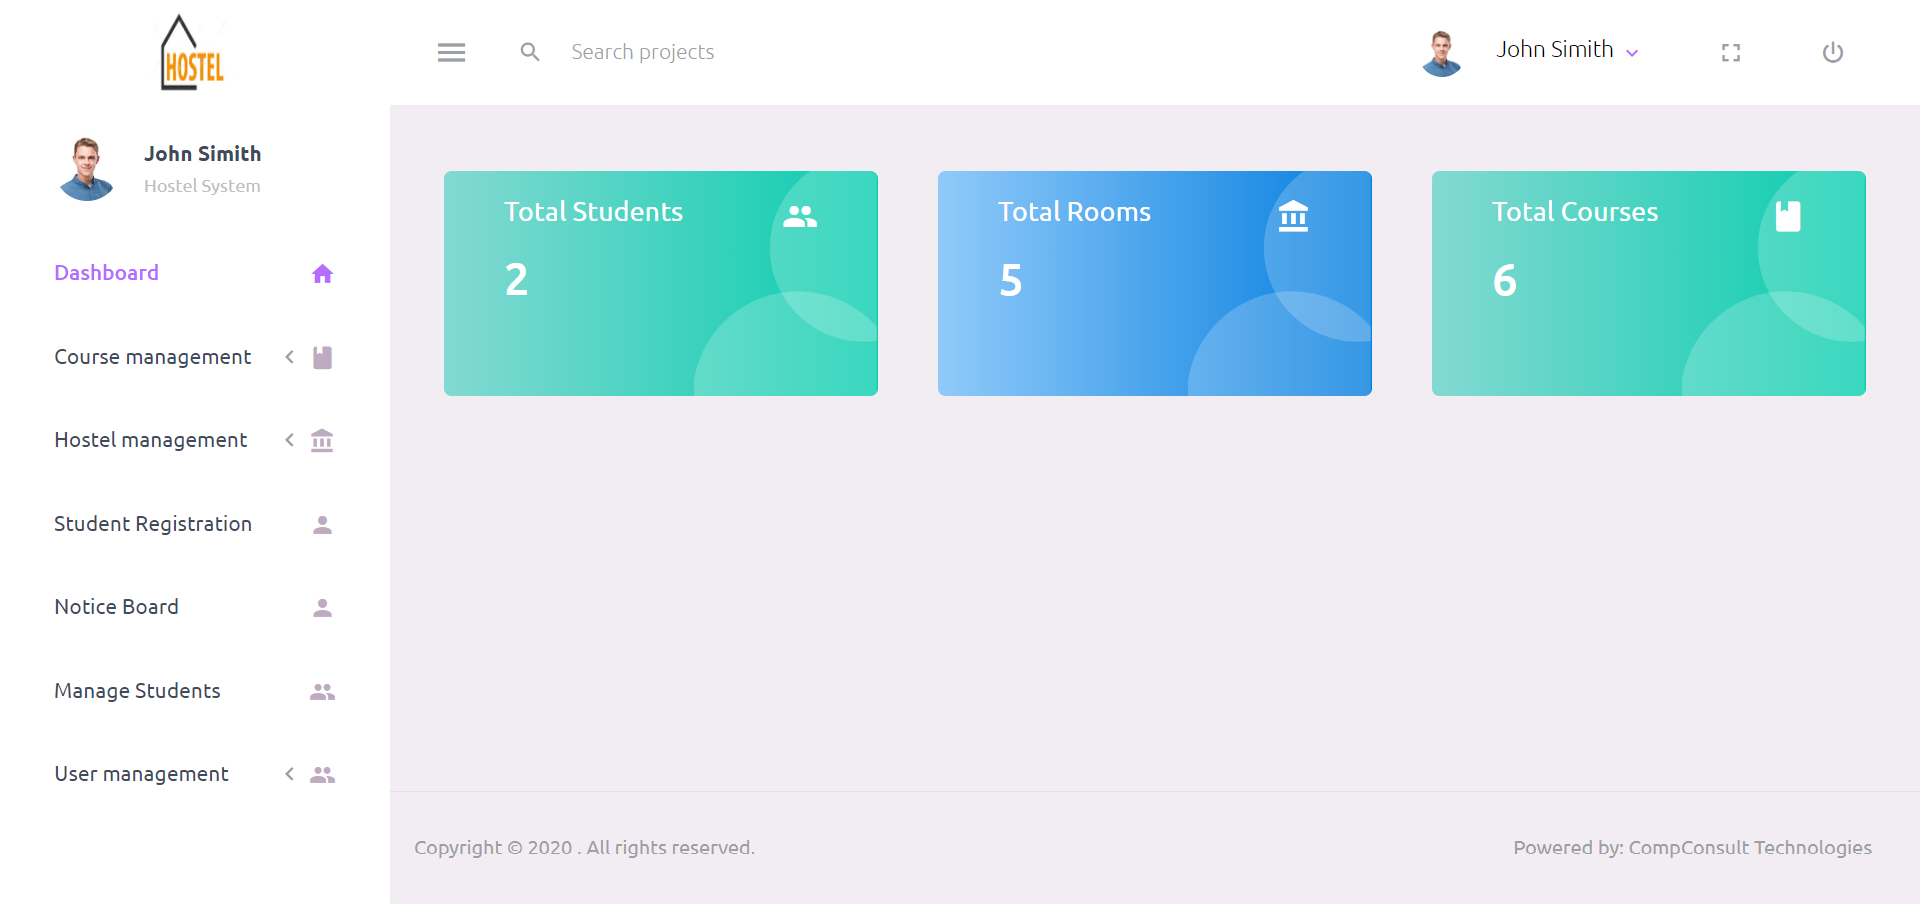 HOSTEL
Search projects
John Simith
John Simith
Hostel System
Dashboard
Course management
Hostel management
Student Registration
Notice Board
Manage Students
User management
Total Students
2
Total Rooms
5
Total Courses
6
Copyright © 2020 . All rights reserved.
Powered by: CompConsult Technologies